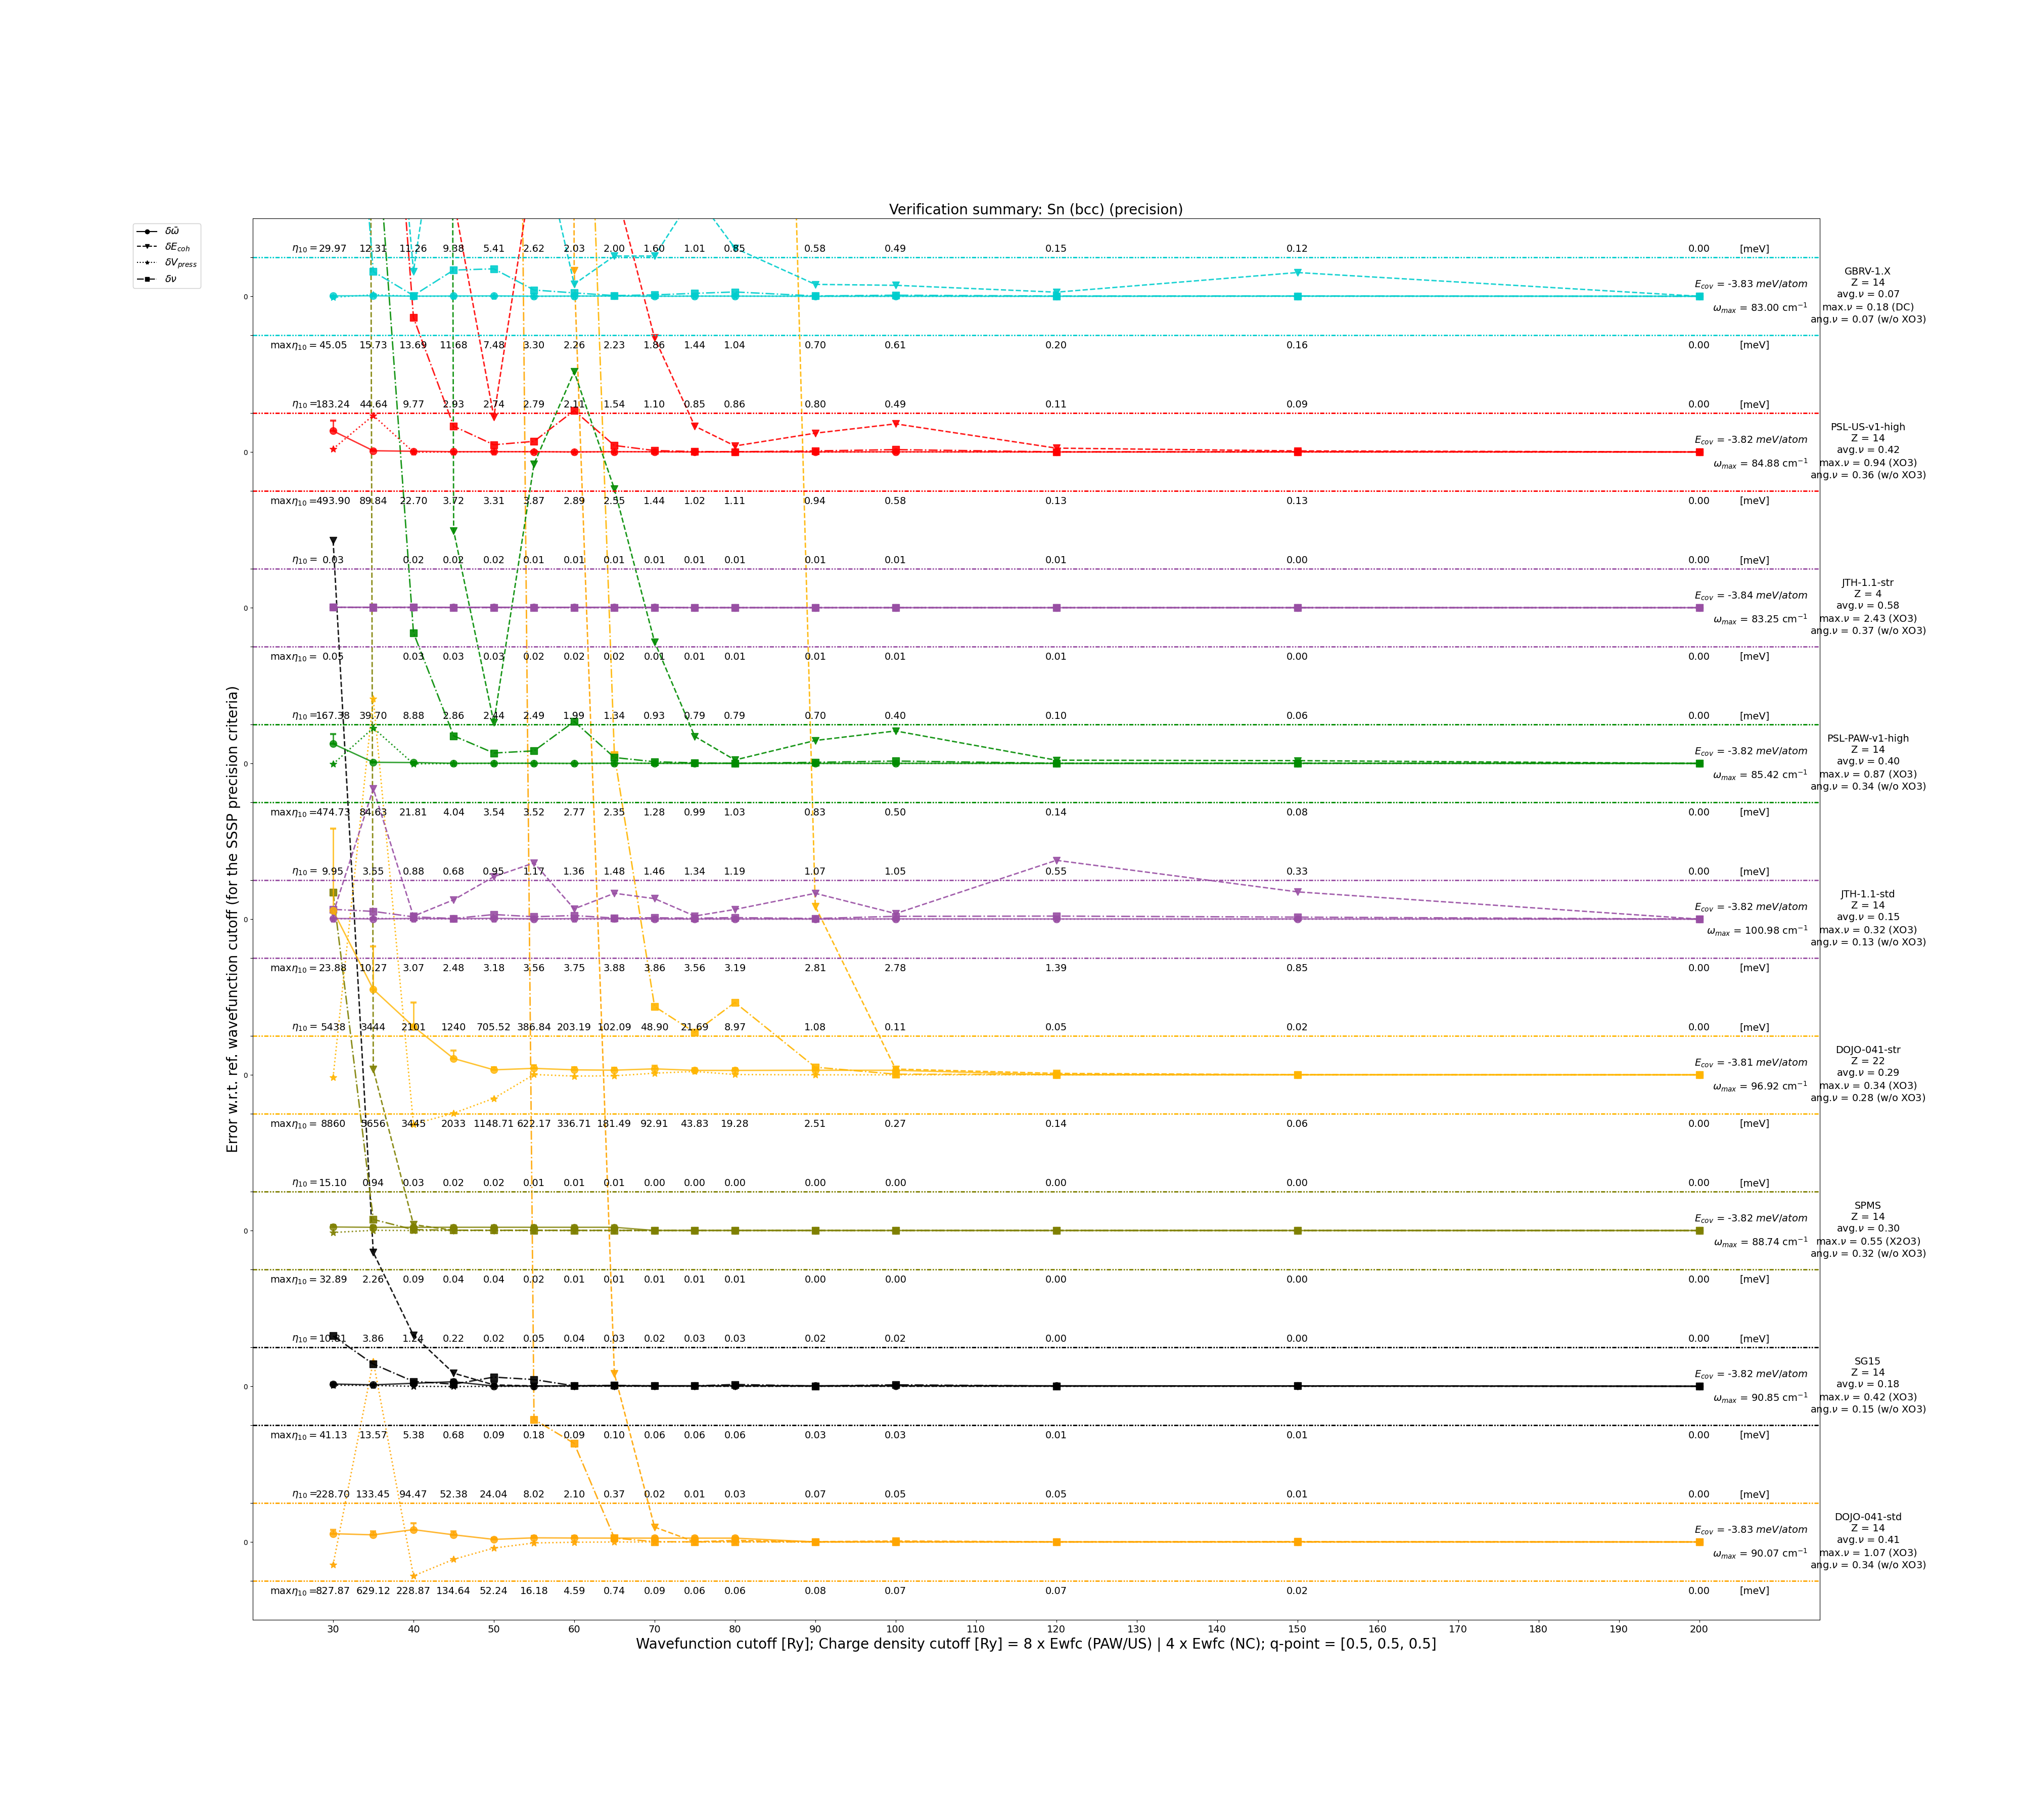 Verification summary: Sn (bcc) (precision)
δω̄
δE_coh
δV_press
δν
Error w.r.t. ref. wavefunction cutoff (for the SSSP precision criteria)
η₁₀ = 29.97 12.31 11.26 9.38 5.41 2.62 2.03 2.00 1.60 1.01 0.85 0.58 0.49 0.15 0.12 0.00 [meV]
0
E_cov = -3.83 meV/atom
ω_max = 83.00 cm⁻¹
GBRV-1.X
Z = 14
avg.ν = 0.07
max.ν = 0.18 (DC)
ang.ν = 0.07 (w/o XO3)
maxη₁₀ = 45.05 15.73 13.69 11.68 7.48 3.30 2.26 2.23 1.86 1.44 1.04 0.70 0.61 0.20 0.16 0.00 [meV]
η₁₀ = 183.24 44.64 9.77 2.93 2.74 2.79 2.11 1.54 1.10 0.85 0.86 0.80 0.49 0.11 0.09 0.00 [meV]
0
E_cov = -3.82 meV/atom
ω_max = 84.88 cm⁻¹
PSL-US-v1-high
Z = 14
avg.ν = 0.42
max.ν = 0.94 (XO3)
ang.ν = 0.36 (w/o XO3)
maxη₁₀ = 493.90 89.84 22.70 3.72 3.31 3.87 2.89 2.55 1.44 1.02 1.11 0.94 0.58 0.13 0.13 0.00 [meV]
η₁₀ = 0.03 0.02 0.02 0.02 0.01 0.01 0.01 0.01 0.01 0.01 0.01 0.01 0.01 0.00 0.00 [meV]
0
E_cov = -3.84 meV/atom
ω_max = 83.25 cm⁻¹
JTH-1.1-str
Z = 4
avg.ν = 0.58
max.ν = 2.43 (XO3)
ang.ν = 0.37 (w/o XO3)
maxη₁₀ = 0.05 0.03 0.03 0.03 0.02 0.02 0.02 0.01 0.01 0.01 0.01 0.01 0.01 0.00 0.00 [meV]
η₁₀ = 167.38 39.70 8.88 2.86 2.44 2.49 1.99 1.34 0.93 0.79 0.79 0.70 0.40 0.10 0.06 0.00 [meV]
0
E_cov = -3.82 meV/atom
ω_max = 85.42 cm⁻¹
PSL-PAW-v1-high
Z = 14
avg.ν = 0.40
max.ν = 0.87 (XO3)
ang.ν = 0.34 (w/o XO3)
maxη₁₀ = 474.73 84.63 21.81 4.04 3.54 3.52 2.77 2.35 1.28 0.99 1.03 0.83 0.50 0.14 0.08 0.00 [meV]
η₁₀ = 9.95 3.55 0.88 0.68 0.95 1.17 1.36 1.48 1.46 1.34 1.19 1.07 1.05 0.55 0.33 0.00 [meV]
0
E_cov = -3.82 meV/atom
ω_max = 100.98 cm⁻¹
JTH-1.1-std
Z = 14
avg.ν = 0.15
max.ν = 0.32 (XO3)
ang.ν = 0.13 (w/o XO3)
maxη₁₀ = 23.88 10.27 3.07 2.48 3.18 3.56 3.75 3.88 3.86 3.56 3.19 2.81 2.78 1.39 0.85 0.00 [meV]
η₁₀ = 5438 3444 2101 1240 705.52 386.84 203.19 102.09 48.90 21.69 8.97 1.08 0.11 0.05 0.02 0.00 [meV]
0
E_cov = -3.81 meV/atom
ω_max = 96.92 cm⁻¹
DOJO-041-str
Z = 22
avg.ν = 0.29
max.ν = 0.34 (XO3)
ang.ν = 0.28 (w/o XO3)
maxη₁₀ = 8860 5656 3445 2033 1148.71 622.17 336.71 181.49 92.91 43.83 19.28 2.51 0.27 0.14 0.06 0.00 [meV]
η₁₀ = 15.10 0.94 0.03 0.02 0.02 0.01 0.01 0.01 0.00 0.00 0.00 0.00 0.00 0.00 0.00 0.00 [meV]
0
E_cov = -3.82 meV/atom
ω_max = 88.74 cm⁻¹
SPMS
Z = 14
avg.ν = 0.30
max.ν = 0.55 (X2O3)
ang.ν = 0.32 (w/o XO3)
maxη₁₀ = 32.89 2.26 0.09 0.04 0.04 0.02 0.01 0.01 0.01 0.01 0.01 0.00 0.00 0.00 0.00 0.00 [meV]
η₁₀ = 10.81 3.86 1.24 0.22 0.02 0.05 0.04 0.03 0.02 0.03 0.03 0.02 0.02 0.00 0.00 0.00 [meV]
0
E_cov = -3.82 meV/atom
ω_max = 90.85 cm⁻¹
SG15
Z = 14
avg.ν = 0.18
max.ν = 0.42 (XO3)
ang.ν = 0.15 (w/o XO3)
maxη₁₀ = 41.13 13.57 5.38 0.68 0.09 0.18 0.09 0.10 0.06 0.06 0.06 0.03 0.03 0.01 0.01 0.00 [meV]
η₁₀ = 228.70 133.45 94.47 52.38 24.04 8.02 2.10 0.37 0.02 0.01 0.03 0.07 0.05 0.05 0.01 0.00 [meV]
0
E_cov = -3.83 meV/atom
ω_max = 90.07 cm⁻¹
DOJO-041-std
Z = 14
avg.ν = 0.41
max.ν = 1.07 (XO3)
ang.ν = 0.34 (w/o XO3)
maxη₁₀ = 827.87 629.12 228.87 134.64 52.24 16.18 4.59 0.74 0.09 0.06 0.06 0.08 0.07 0.07 0.02 0.00 [meV]
30 40 50 60 70 80 90 100 110 120 130 140 150 160 170 180 190 200
Wavefunction cutoff [Ry]; Charge density cutoff [Ry] = 8 x Ewfc (PAW/US) | 4 x Ewfc (NC); q-point = [0.5, 0.5, 0.5]